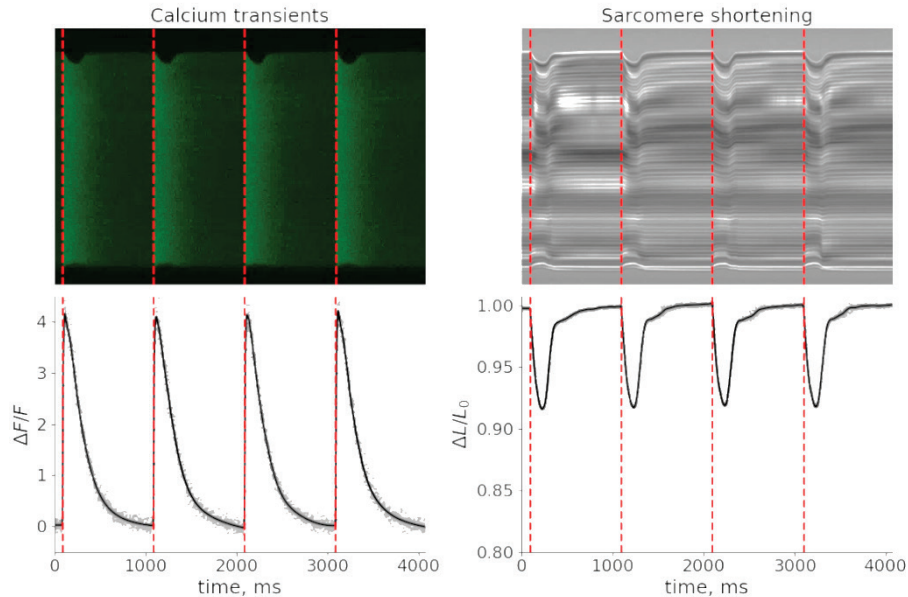 Calcium transients
Sarcomere shortening
4
3
2
1
0
ΔF/F
0 1000 2000 3000 4000
time, ms
1.00
0.95
0.90
0.85
0.80
ΔL/L₀
0 1000 2000 3000 4000
time, ms